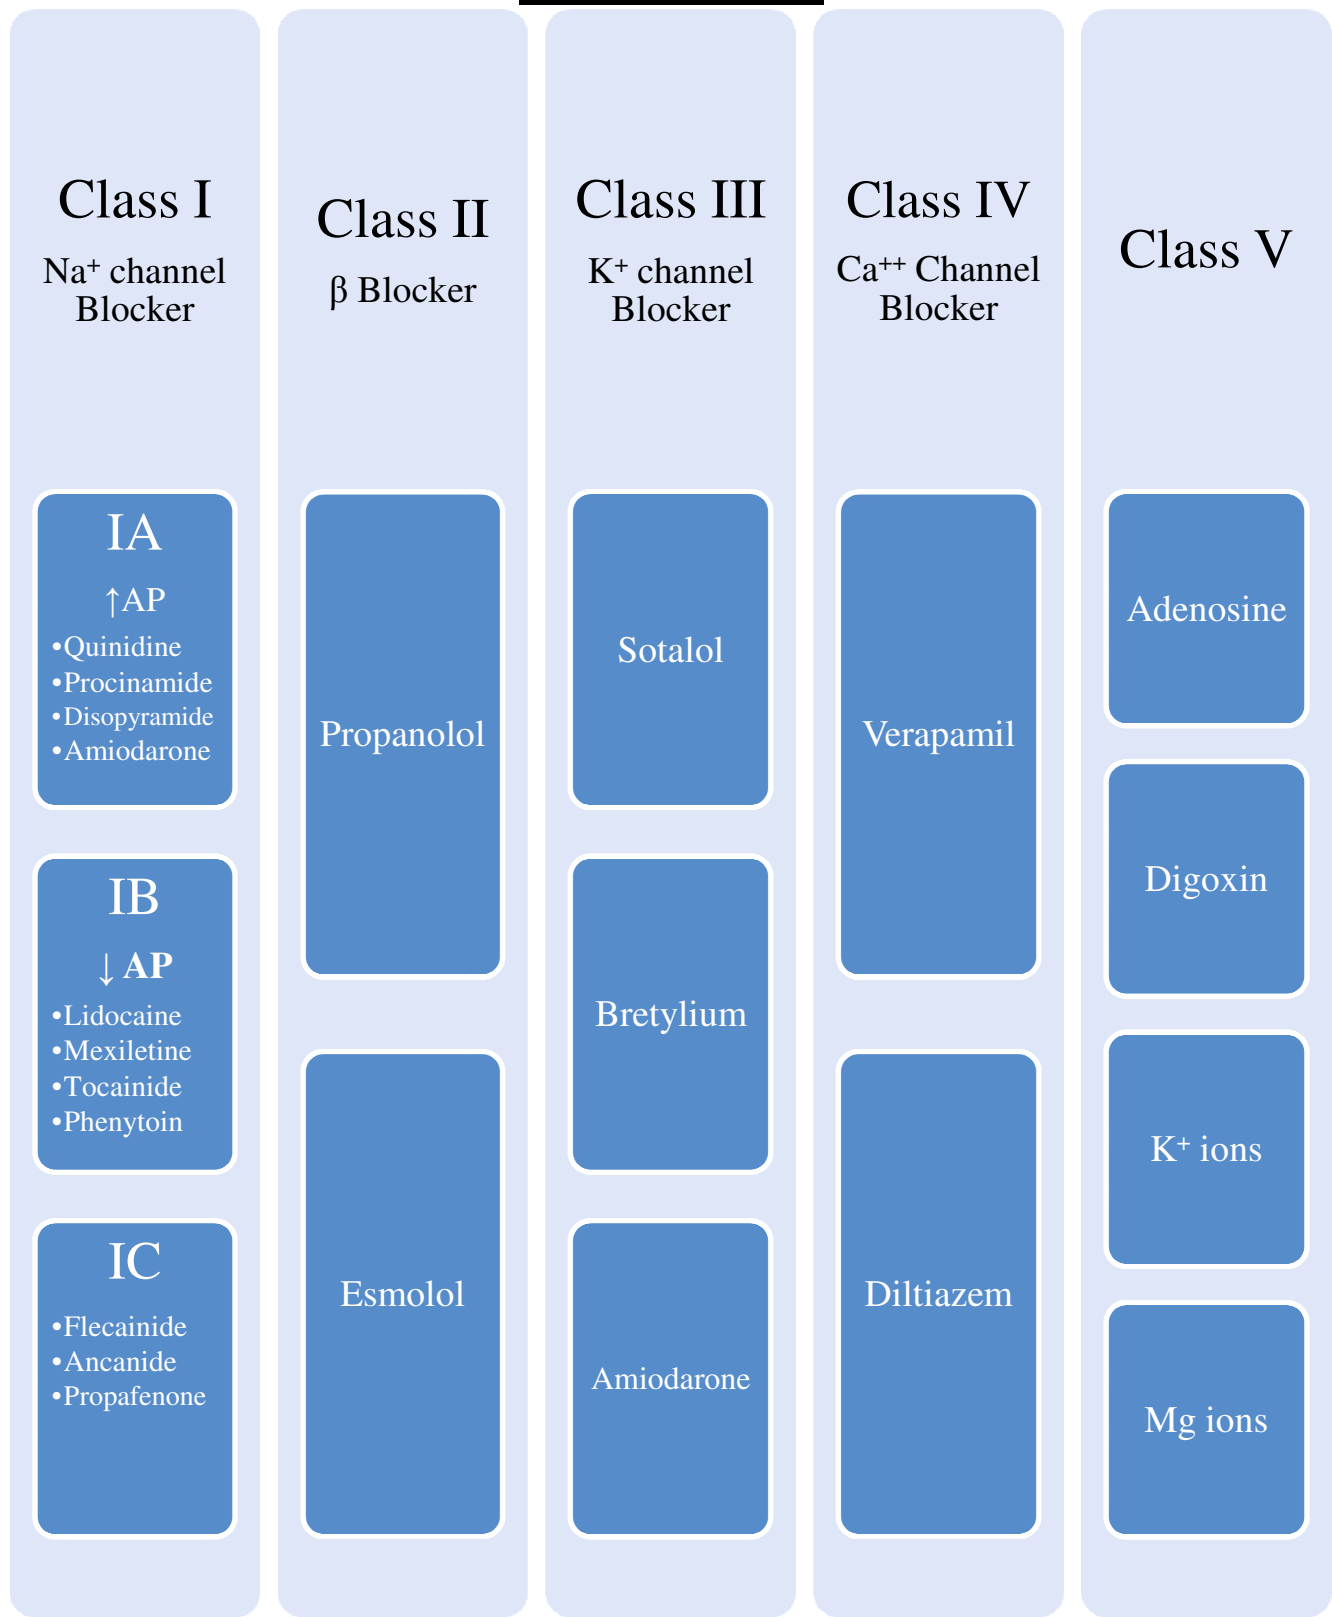 Class I
Na⁺ channel
Blocker
IA
↑AP
•Quinidine
•Procinamide
•Disopyramide
•Amiodarone
IB
↓ AP
•Lidocaine
•Mexiletine
•Tocainide
•Phenytoin
IC
•Flecainide
•Ancanide
•Propafenone
Class II
β Blocker
Propanolol
Esmolol
Class III
K⁺ channel
Blocker
Sotalol
Bretylium
Amiodarone
Class IV
Ca⁺⁺ Channel
Blocker
Verapamil
Diltiazem
Class V
Adenosine
Digoxin
K⁺ ions
Mg ions